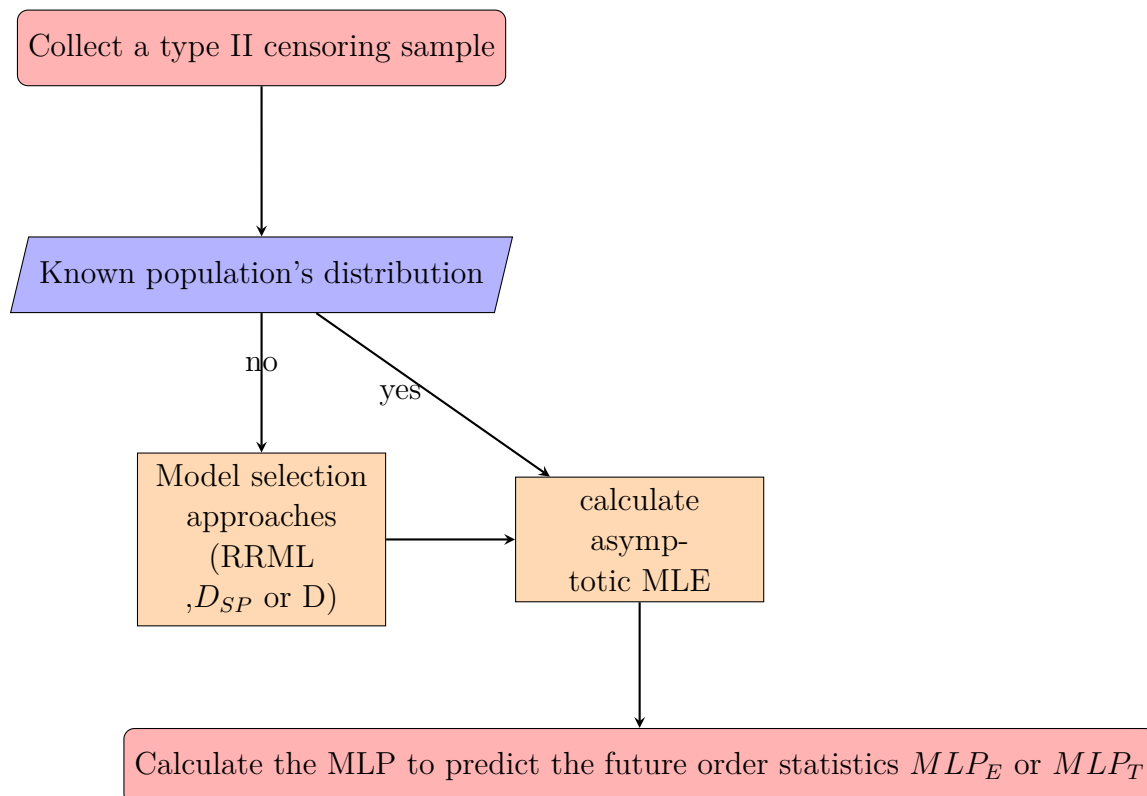 Collect a type II censoring sample
Known population's distribution
no
yes
Model selection
approaches
(RRML
,$D_{SP}$ or D)
calculate
asymp-
totic MLE
Calculate the MLP to predict the future order statistics $MLP_E$ or $MLP_T$